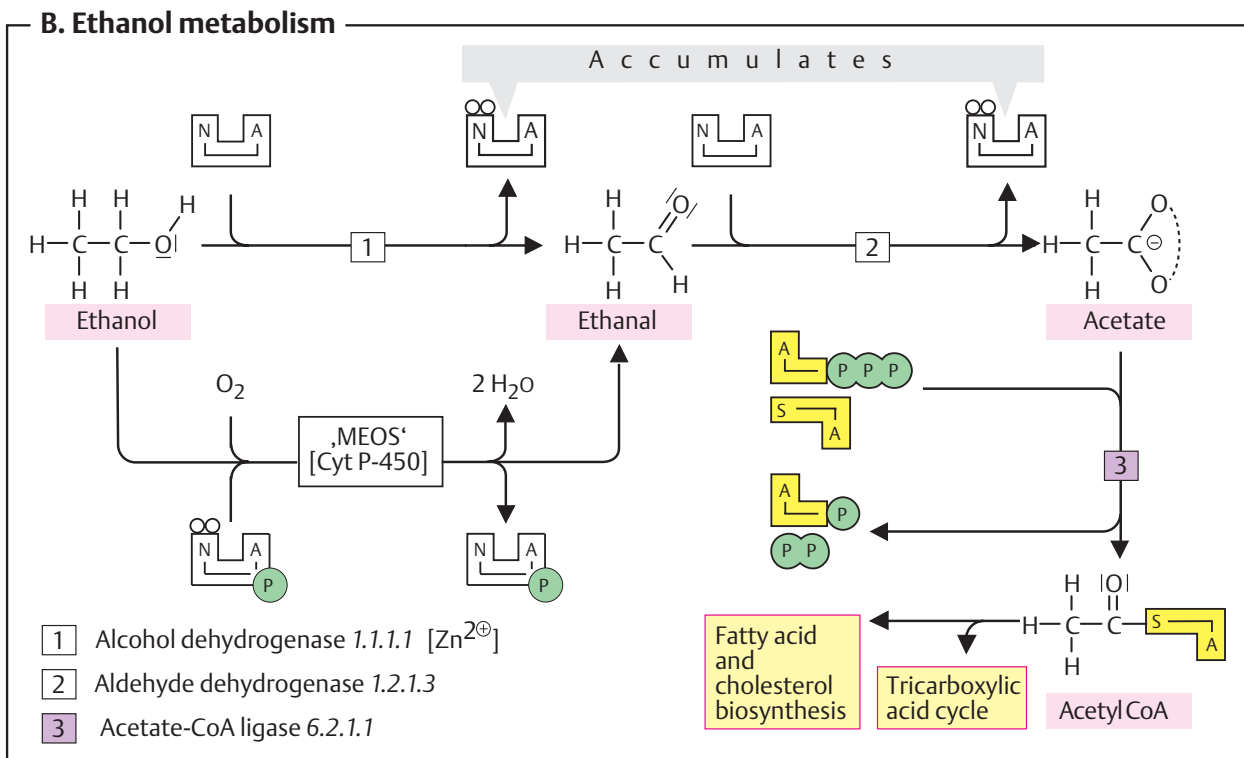 B. Ethanol metabolism
Accumulates
N A
N A
N A
N A
H H H
H C C O
H H
1
H
H C C O
H H
2
H
H C C ⊖ O
H O
Ethanol
Ethanal
Acetate
O₂
2 H₂O
‚MEOS‘
[Cyt P-450]
N A P
N A P
A P P P
S A
3
A P
P P
H O
H C C S A
H
Acetyl CoA
Fatty acid
and
cholesterol
biosynthesis
Tricarboxylic
acid cycle
1 Alcohol dehydrogenase 1.1.1.1 [Zn²⊕]
2 Aldehyde dehydrogenase 1.2.1.3
3 Acetate-CoA ligase 6.2.1.1